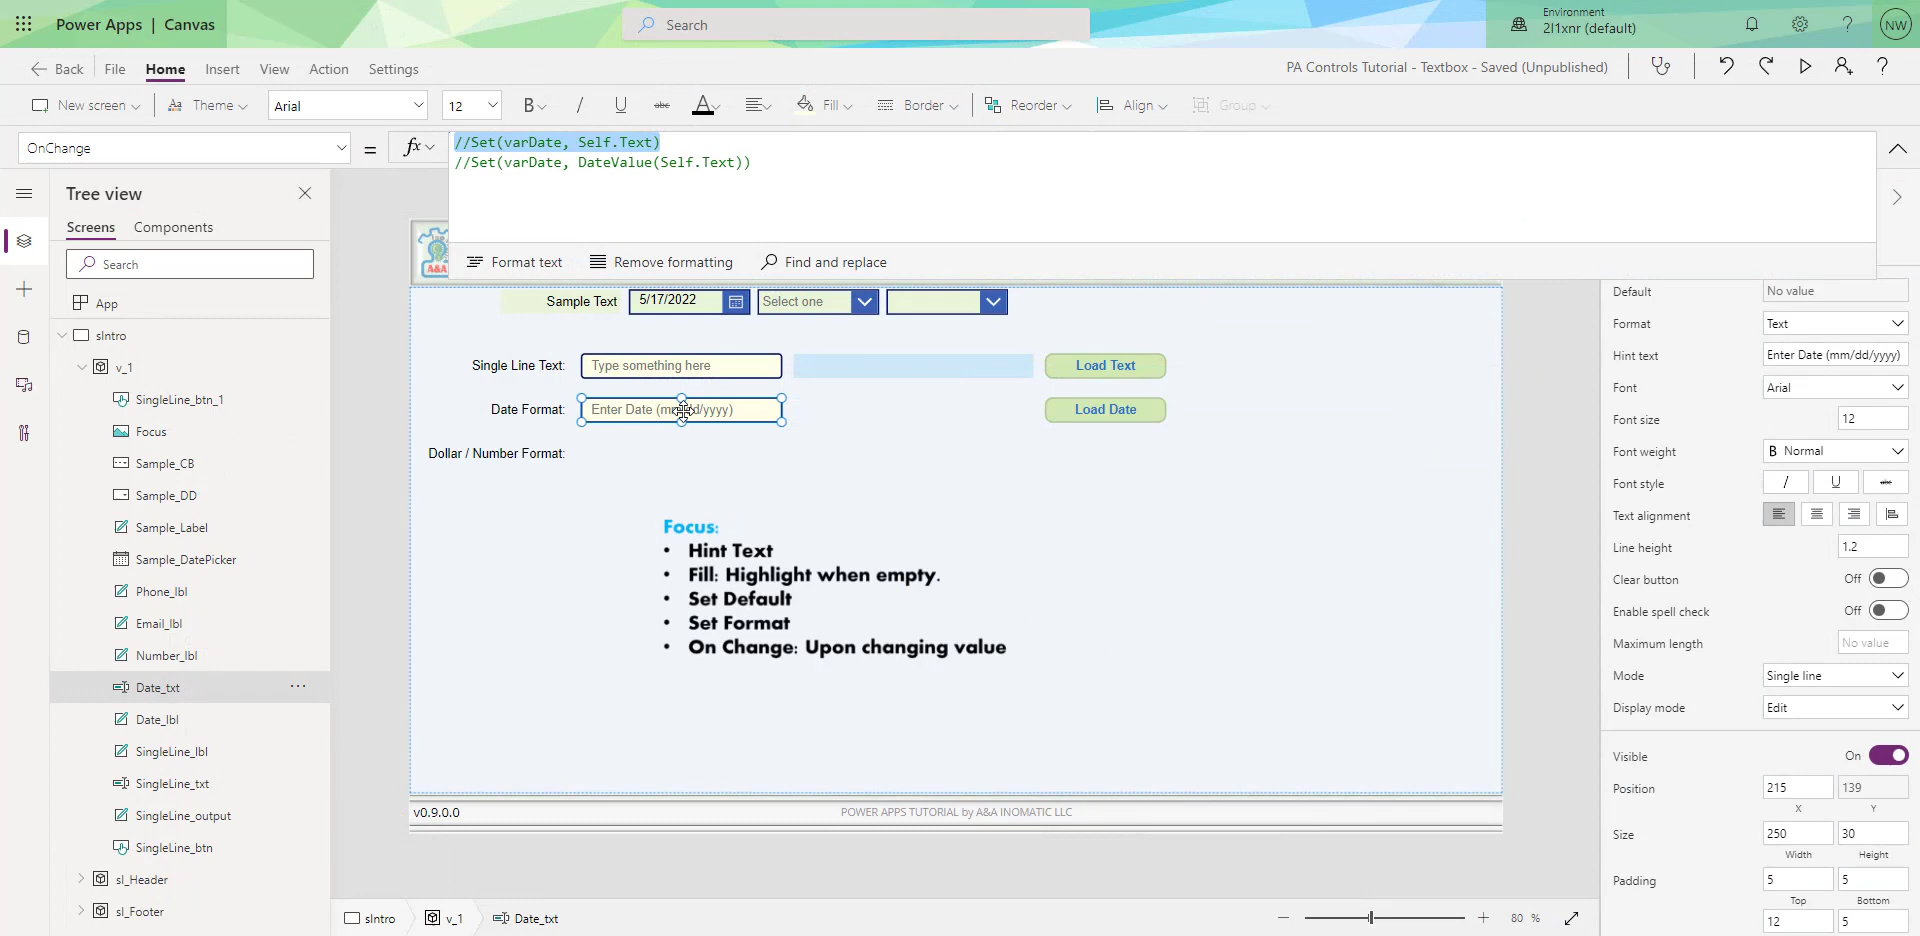 Power Apps | Canvas
Search
Environment
2l1xnr (default)
NW
Back
File
Home
Insert
View
Action
Settings
PA Controls Tutorial - Textbox - Saved (Unpublished)
New screen
Theme
Arial
12
B
Fill
Border
Reorder
Align
Group
OnChange
=
fx
//Set(varDate, Self.Text)
//Set(varDate, DateValue(Self.Text))
Format text
Remove formatting
Find and replace
Tree view
Screens
Components
Search
App
sIntro
v_1
SingleLine_btn_1
Focus
Sample_CB
Sample_DD
Sample_Label
Sample_DatePicker
Phone_lbl
Email_lbl
Number_lbl
Date_txt
Date_lbl
SingleLine_lbl
SingleLine_txt
SingleLine_output
SingleLine_btn
sl_Header
sl_Footer
A&A
Sample Text
5/17/2022
Select one
Single Line Text:
Type something here
Load Text
Date Format:
Enter Date (mm/dd/yyyy)
Load Date
Dollar / Number Format:
Focus:
• Hint Text
• Fill: Highlight when empty.
• Set Default
• Set Format
• On Change: Upon changing value
v0.9.0.0
POWER APPS TUTORIAL by A&A INOMATIC LLC
sIntro
v_1
Date_txt
80 %
Default
No value
Format
Text
Hint text
Enter Date (mm/dd/yyyy)
Font
Arial
Font size
12
Font weight
B Normal
Font style
/
U
abc
Text alignment
Line height
1.2
Clear button
Off
Enable spell check
Off
Maximum length
No value
Mode
Single line
Display mode
Edit
Visible
On
Position
215
139
X
Y
Size
250
30
Width
Height
Padding
5
5
Top
Bottom
12
5